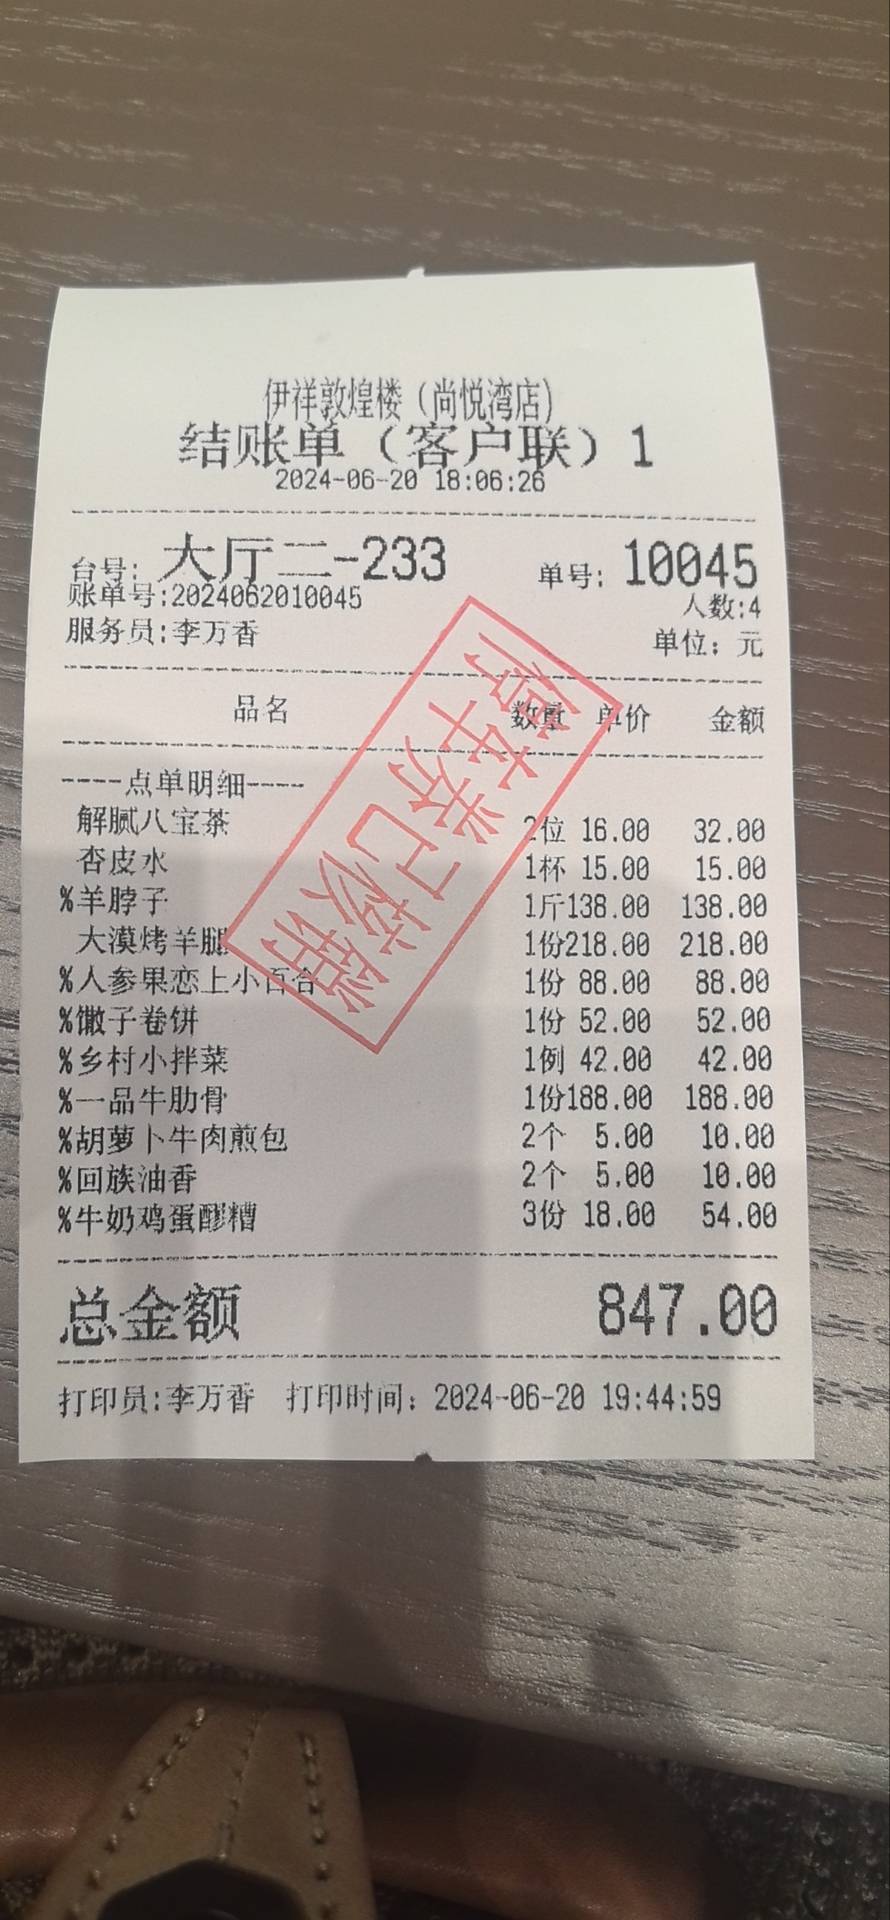 伊祥敦煌楼（尚悦湾店）
结账单（客户联）1
2024-06-20 18:06:26
台号: 大厅二-233 单号: 10045
账单号:2024062010045 人数:4
服务员:李万香 单位: 元
品名 数量 单价 金额
----点单明细----
解腻八宝茶 2位 16.00 32.00
杏皮水 1杯 15.00 15.00
%羊脖子 1斤138.00 138.00
大漠烤羊腿 1份218.00 218.00
%人参果恋上小百合 1份 88.00 88.00
%馓子卷饼 1份 52.00 52.00
%乡村小拌菜 1例 42.00 42.00
%一品牛肋骨 1份188.00 188.00
%胡萝卜牛肉煎包 2个 5.00 10.00
%回族油香 2个 5.00 10.00
%牛奶鸡蛋醪糟 3份 18.00 54.00
总金额 847.00
打印员:李万香 打印时间: 2024-06-20 19:44:59
停车券已核销